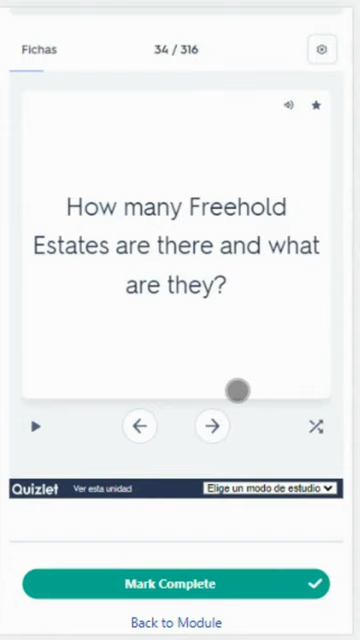 Fichas
34 / 316
How many Freehold
Estates are there and what
are they?
Quizlet
Ver esta unidad
Elige un modo de estudio
Mark Complete
Back to Module